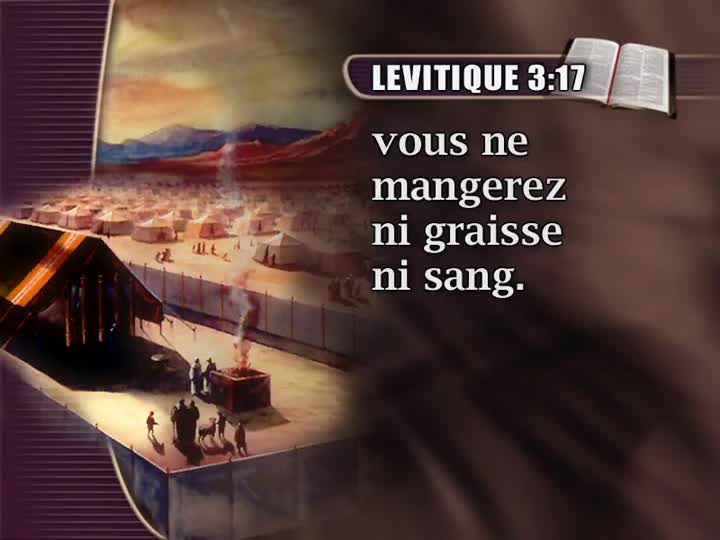 LEVITIQUE 3:17
vous ne
mangerez
ni graisse
ni sang.